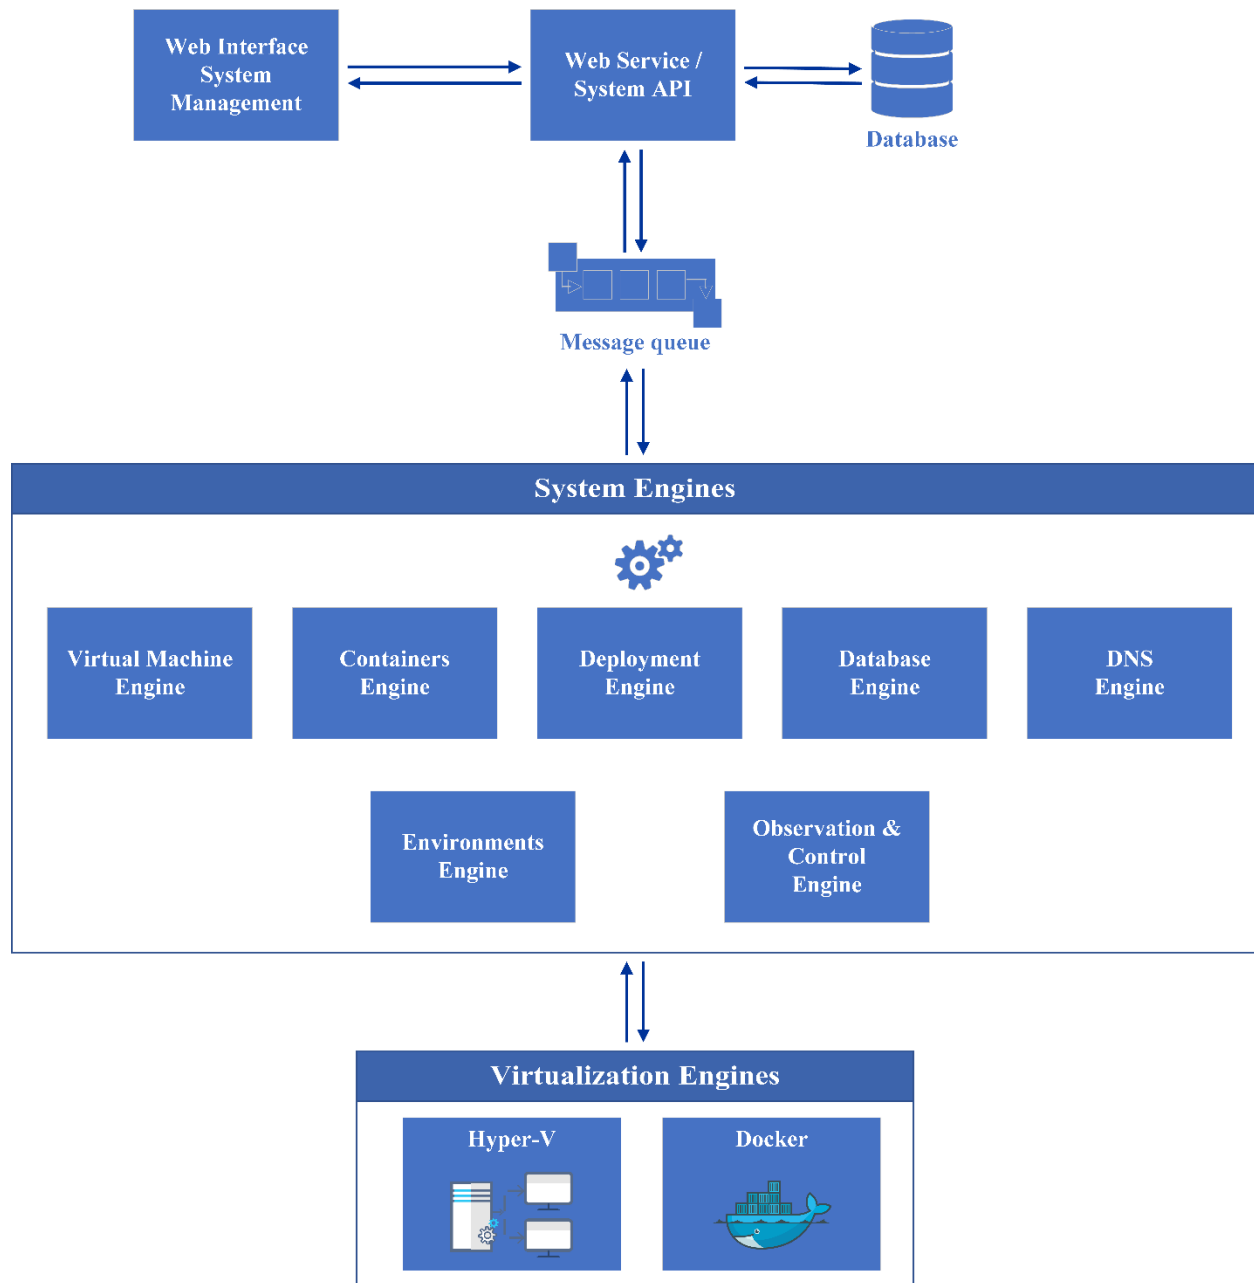 Web Interface
System
Management
Web Service /
System API
Database
Message queue
System Engines
Virtual Machine
Engine
Containers
Engine
Deployment
Engine
Database
Engine
DNS
Engine
Environments
Engine
Observation &
Control
Engine
Virtualization Engines
Hyper-V
Docker